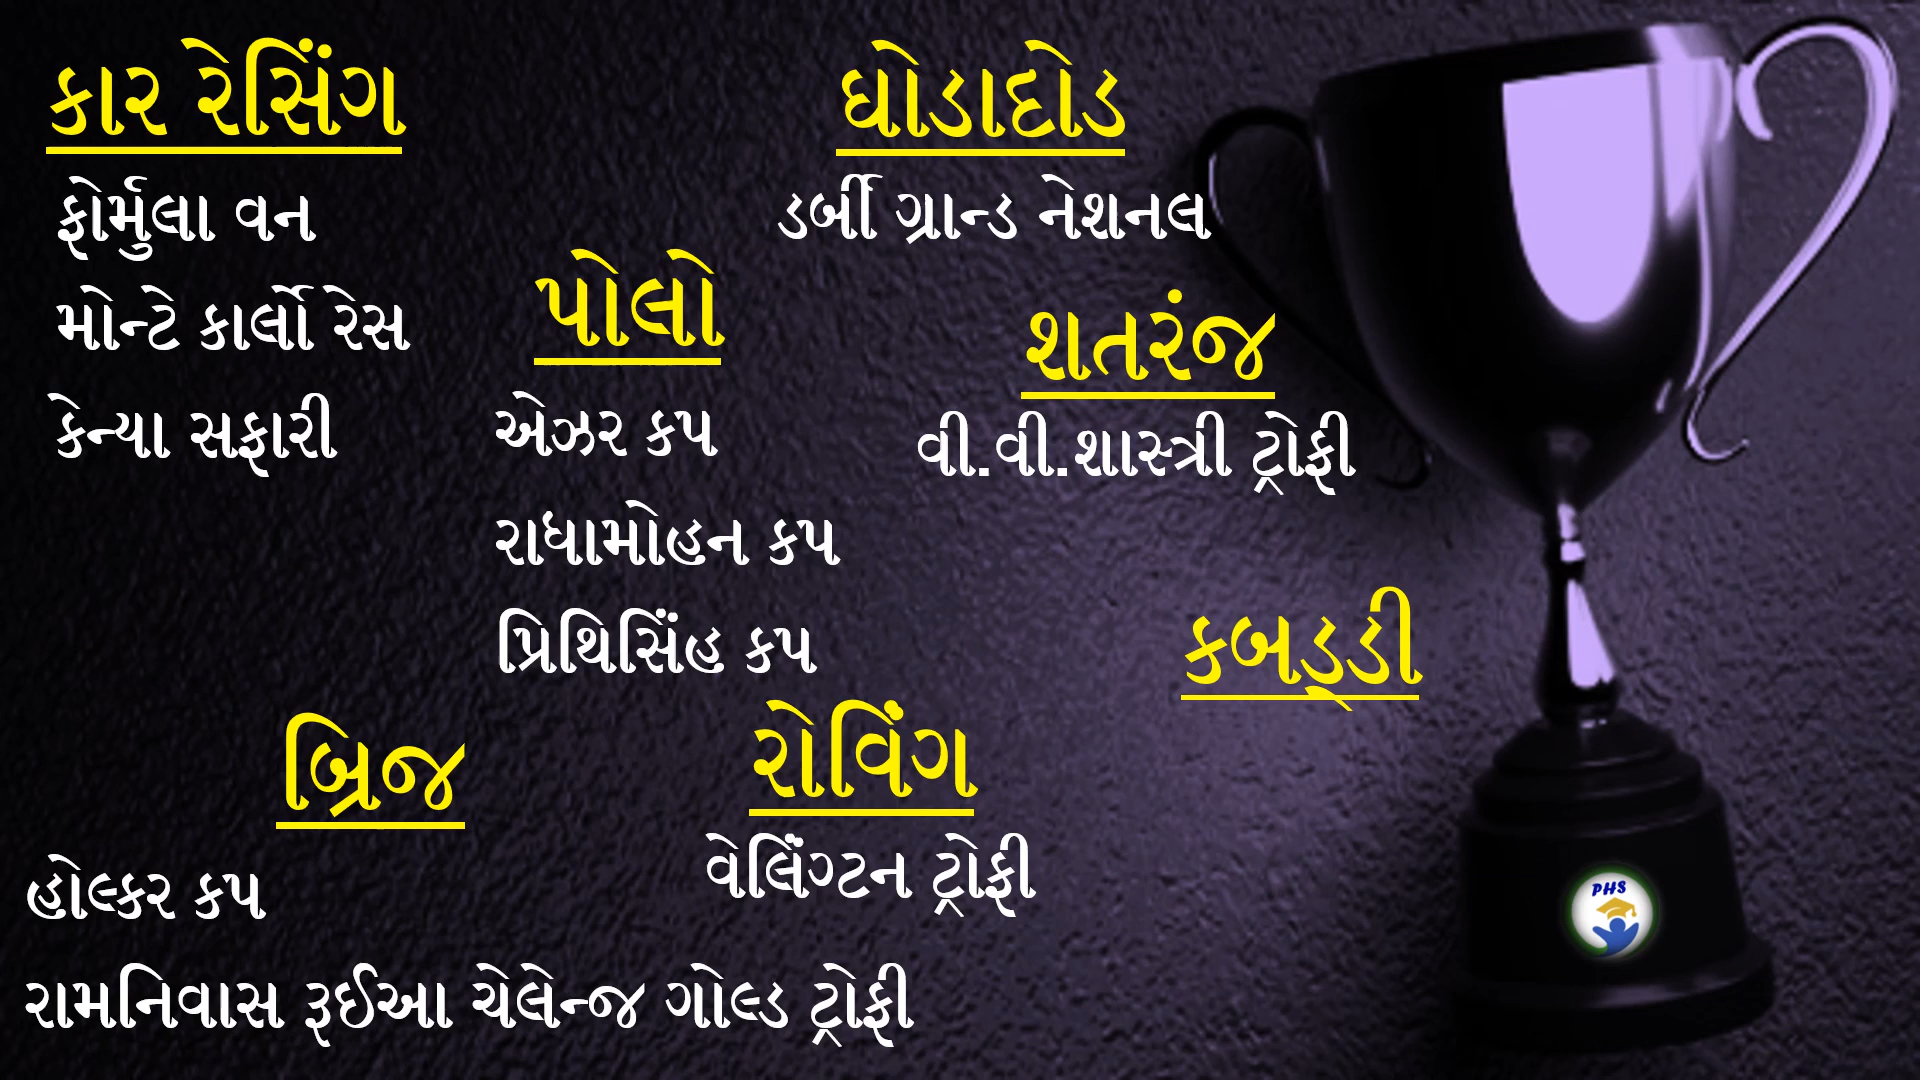 કાર રેસિંગ
ફોર્મુલા વન
મોન્ટે કાર્લો રેસ
કેન્યા સફારી
ઘોડાદોડ
ડર્બી ગ્રાન્ડ નેશનલ
પોલો
એઝર કપ
રાધામોહન કપ
પ્રિથિસિંહ કપ
શતરંજ
વી.વી.શાસ્ત્રી ટ્રોફી
કબડ્ડી
બ્રિજ
હોલ્કર કપ
રામનિવાસ રૂઈઆ ચેલેન્જ ગોલ્ડ ટ્રોફી
રોવિંગ
વેલિંગ્ટન ટ્રોફી
PHS